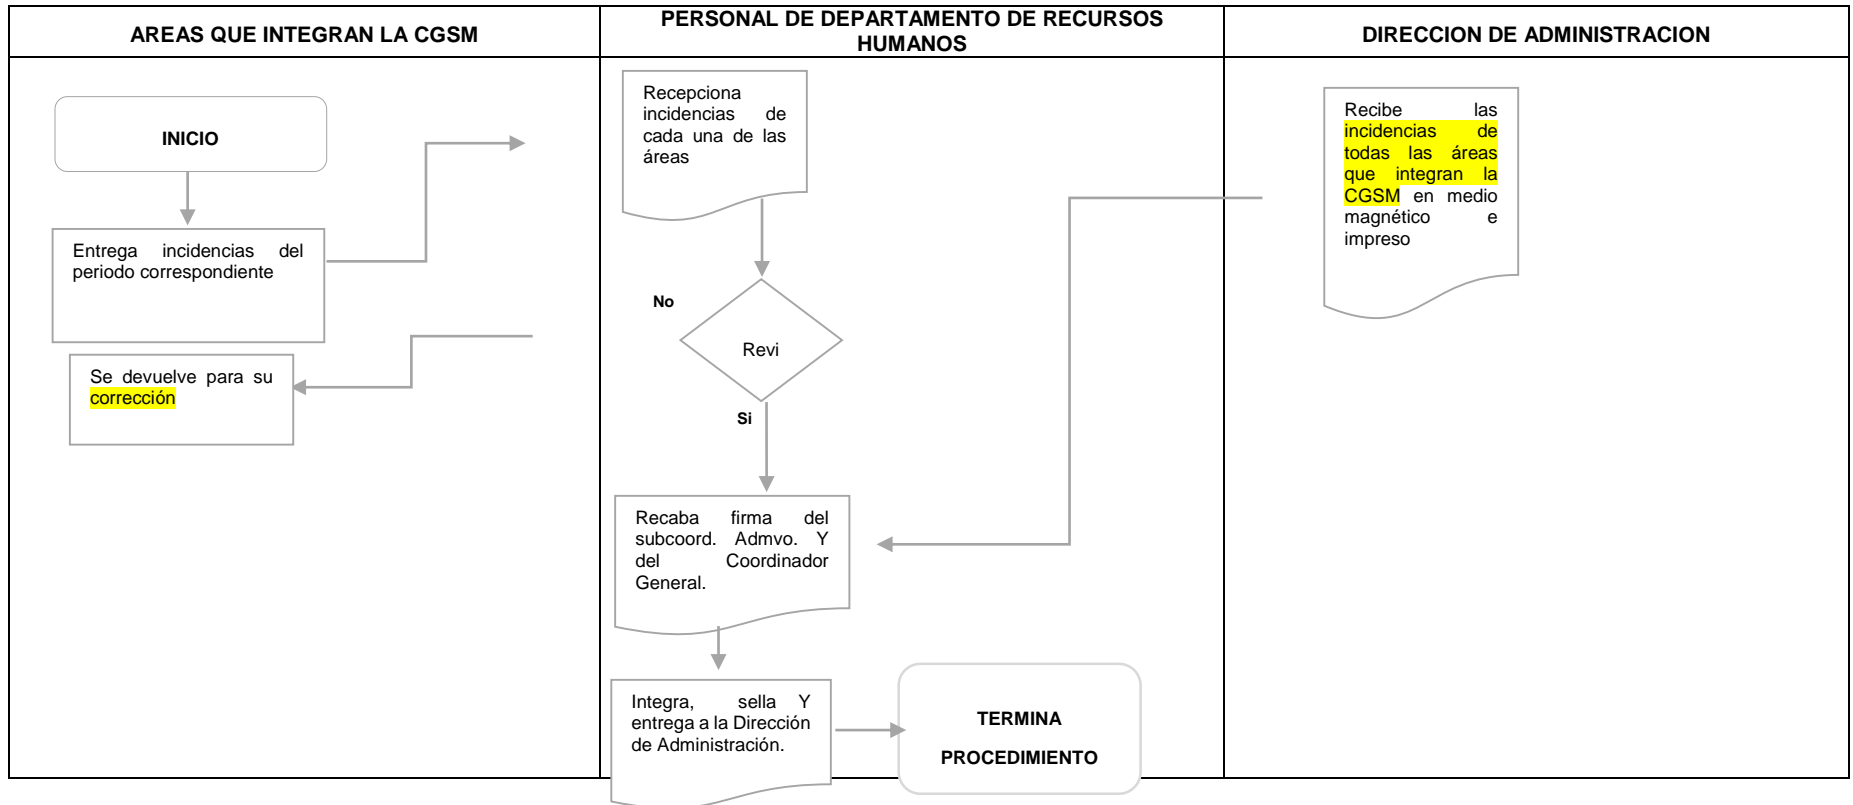 AREAS QUE INTEGRAN LA CGSM
PERSONAL DE DEPARTAMENTO DE RECURSOS
HUMANOS
DIRECCION DE ADMINISTRACION
INICIO
Entrega incidencias del
periodo correspondiente
Se devuelve para su
corrección
Recepciona
incidencias de
cada una de las
áreas
No
Revi
Si
Recaba firma del
subcoord. Admvo. Y
del Coordinador
General.
Integra, sella Y
entrega a la Dirección
de Administración.
TERMINA
PROCEDIMIENTO
Recibe las
incidencias de
todas las áreas
que integran la
CGSM en medio
magnético e
impreso